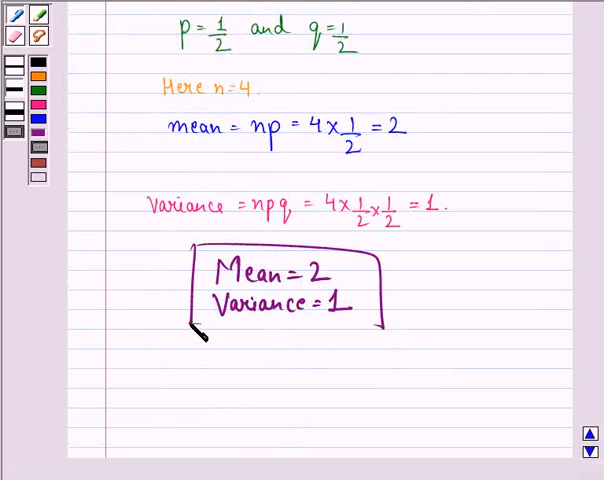 p = 1/2 and q = 1/2
Here n=4.
mean = np = 4 × 1/2 = 2
Variance = npq = 4 × 1/2 × 1/2 = 1.
Mean = 2
Variance = 1